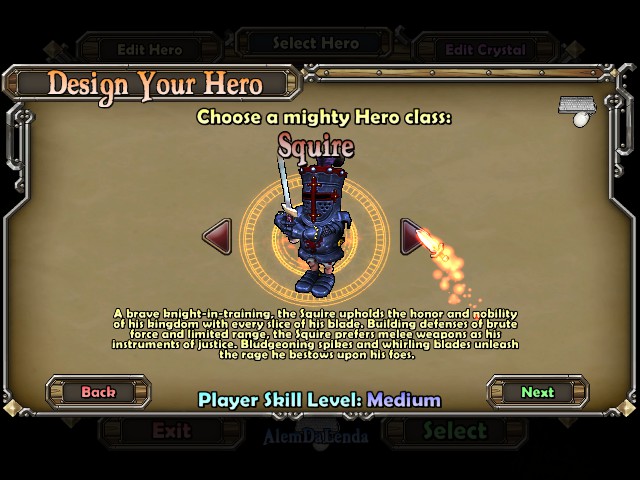 Edit Hero
Select Hero
Edit Crystal
Design Your Hero
Choose a mighty Hero class:
Squire
A brave knight-in-training, the Squire upholds the honor and nobility
of his kingdom with every slice of his blade. Building defenses of brute
force and limited range, the Squire prefers melee weapons as his
instruments of justice. Bludgeoning spikes and whirling blades unleash
the rage he bestows upon his foes.
Back
Player Skill Level: Medium
Next
Exit
AlemDaLenda
Select